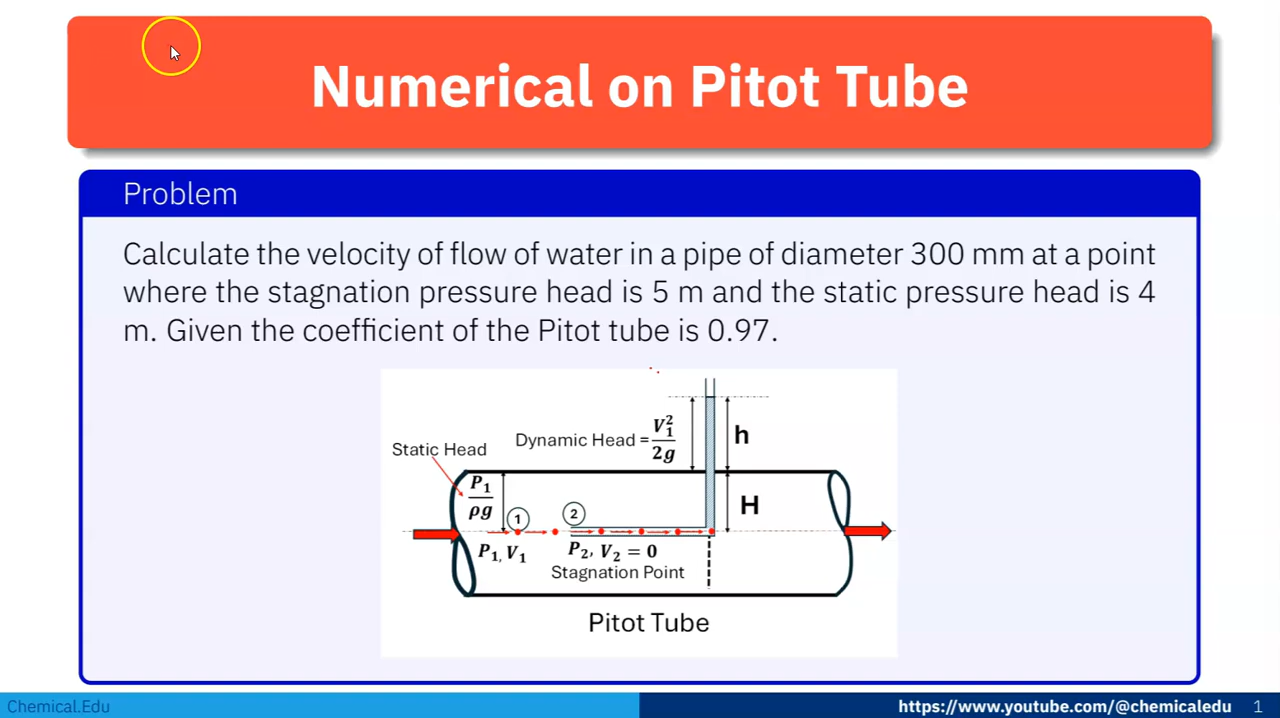 Numerical on Pitot Tube
Problem
Calculate the velocity of flow of water in a pipe of diameter 300 mm at a point
where the stagnation pressure head is 5 m and the static pressure head is 4
m. Given the coefficient of the Pitot tube is 0.97.
Static Head
Dynamic Head = V₁²/2g
h
P₁/ρg
H
1
2
P₁, V₁
P₂, V₂ = 0
Stagnation Point
Pitot Tube
Chemical.Edu
https://www.youtube.com/@chemicaledu
1